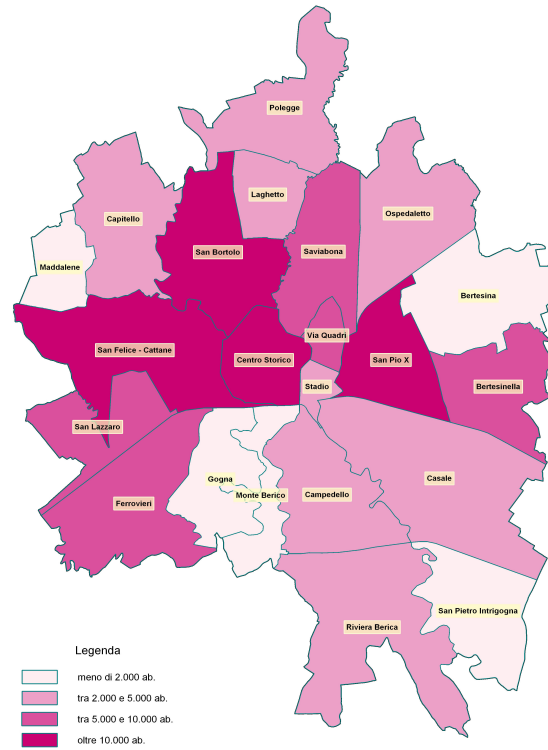 Polegge
Laghetto
Ospedaletto
Capitello
San Bortolo
Saviabona
Maddalene
Bertesina
Via Quadri
San Felice - Cattane
Centro Storico
San Pio X
Stadio
Bertesinella
San Lazzaro
Gogna
Casale
Monte Berico
Campedello
Ferrovieri
San Pietro Intrigogna
Riviera Berica
Legenda
meno di 2.000 ab.
tra 2.000 e 5.000 ab.
tra 5.000 e 10.000 ab.
oltre 10.000 ab.